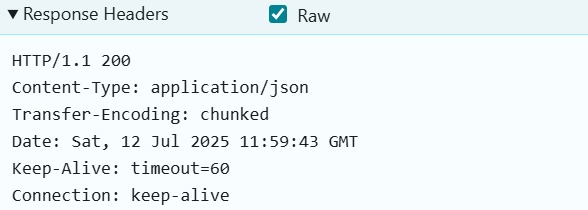 Response Headers Raw
HTTP/1.1 200
Content-Type: application/json
Transfer-Encoding: chunked
Date: Sat, 12 Jul 2025 11:59:43 GMT
Keep-Alive: timeout=60
Connection: keep-alive